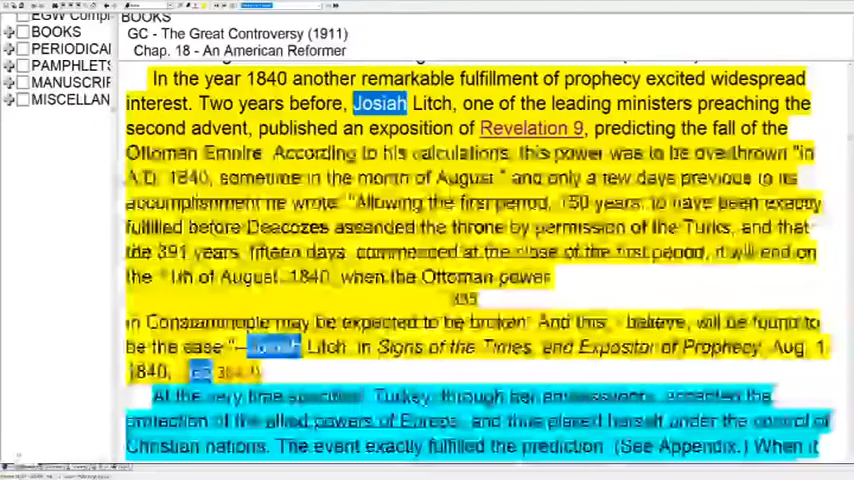 EGW Compi
BOOKS
PERIODICA
PAMPHLETS
MANUSCRIP
MISCELLAN
BOOKS
GC - The Great Controversy (1911)
Chap. 18 - An American Reformer
In the year 1840 another remarkable fulfillment of prophecy excited widespread
interest. Two years before, Josiah Litch, one of the leading ministers preaching the
second advent, published an exposition of Revelation 9, predicting the fall of the
Ottoman Empire. According to his calculations, this power was to be overthrown "in
A.D. 1840, sometime in the month of August;" and only a few days previous to its
accomplishment he wrote: "Allowing the first period, 150 years, to have been exactly
fulfilled before Deacozes ascended the throne by permission of the Turks, and that
the 391 years, fifteen days, commenced at the close of the first period, it will end on
the 11th of August, 1840, when the Ottoman power
335
in Constantinople may be expected to be broken. And this, I believe, will be found to
be the case."--Josiah Litch, in Signs of the Times, and Expositor of Prophecy, Aug. 1,
1840.
At the very time specified, Turkey, through her ambassadors, accepted the
protection of the allied powers of Europe, and thus placed herself under the control of
Christian nations. The event exactly fulfilled the prediction. (See Appendix.) When it